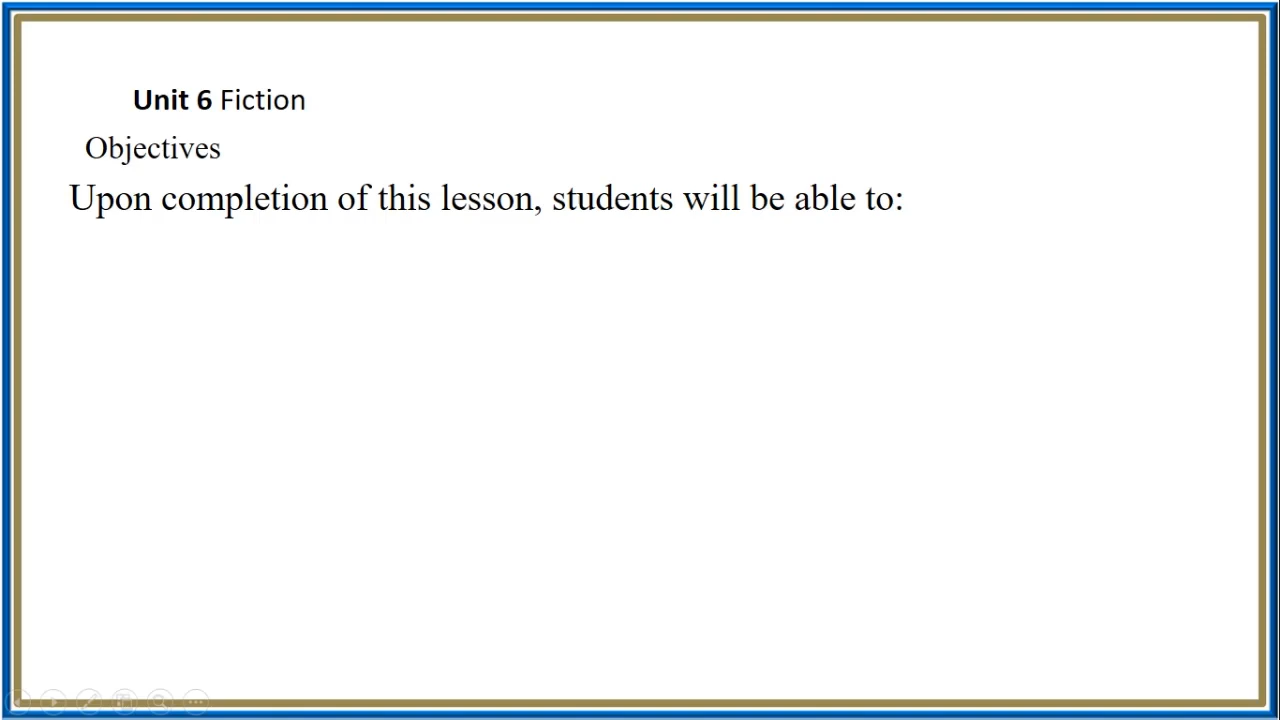 Unit 6 Fiction
Objectives
Upon completion of this lesson, students will be able to: